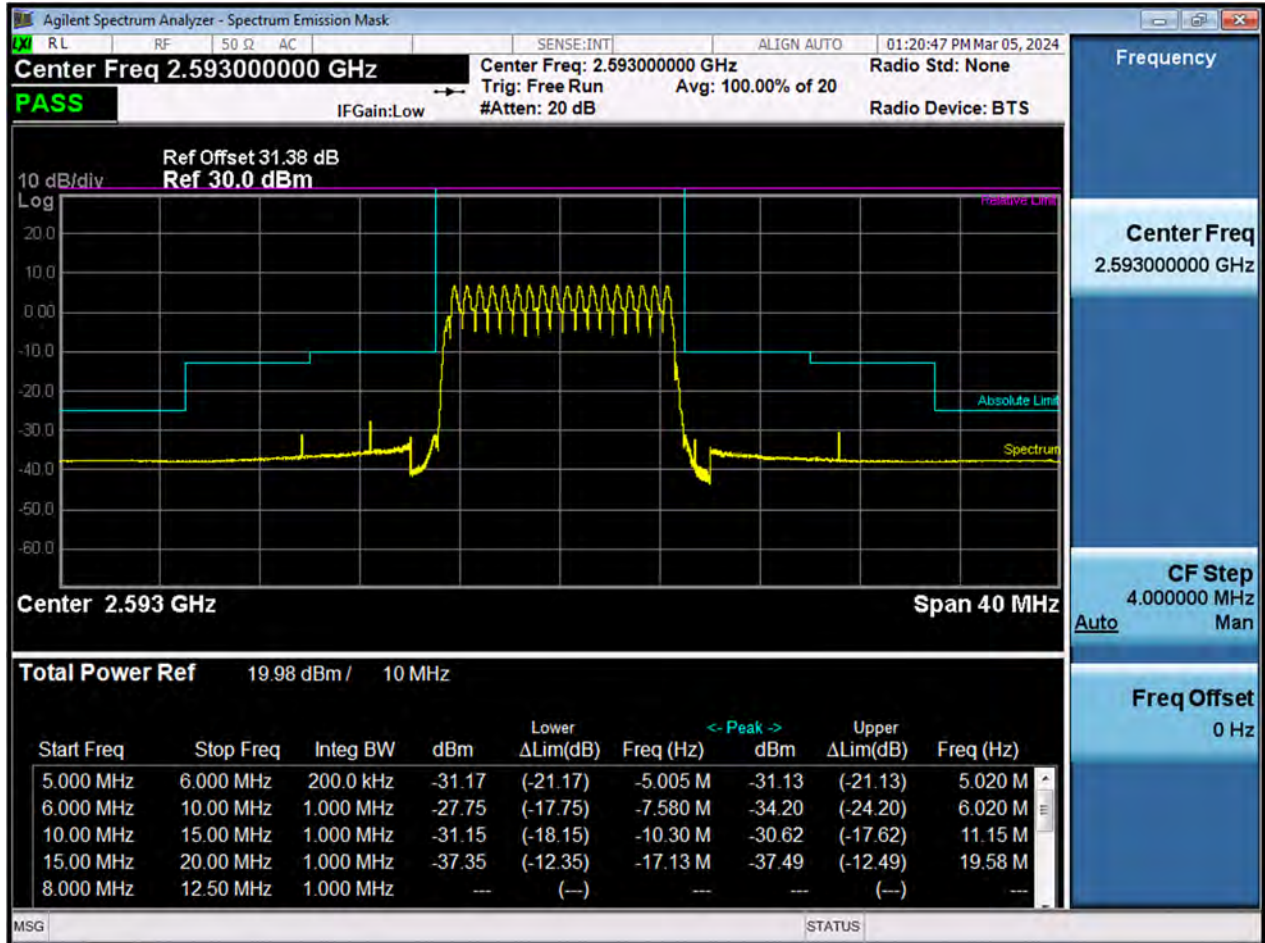 Agilent Spectrum Analyzer - Spectrum Emission Mask
LXI RL RF 50 Ω AC SENSE:INT ALIGN AUTO 01:20:47 PM Mar 05, 2024
Center Freq 2.593000000 GHz Center Freq: 2.593000000 GHz Radio Std: None
Trig: Free Run Avg: 100.00% of 20
PASS IFGain:Low #Atten: 20 dB Radio Device: BTS
Ref Offset 31.38 dB
10 dB/div Ref 30.0 dBm
Log
Relative Limit
20.0
10.0
0.00
-10.0
-20.0
Absolute Limit
-30.0
Spectrum
-40.0
-50.0
-60.0
Center 2.593 GHz Span 40 MHz
Total Power Ref 19.98 dBm / 10 MHz
Lower <- Peak -> Upper
Start Freq Stop Freq Integ BW dBm ΔLim(dB) Freq (Hz) dBm ΔLim(dB) Freq (Hz)
5.000 MHz 6.000 MHz 200.0 kHz -31.17 (-21.17) -5.005 M -31.13 (-21.13) 5.020 M
6.000 MHz 10.00 MHz 1.000 MHz -27.75 (-17.75) -7.580 M -34.20 (-24.20) 6.020 M
10.00 MHz 15.00 MHz 1.000 MHz -31.15 (-18.15) -10.30 M -30.62 (-17.62) 11.15 M
15.00 MHz 20.00 MHz 1.000 MHz -37.35 (-12.35) -17.13 M -37.49 (-12.49) 19.58 M
8.000 MHz 12.50 MHz 1.000 MHz --- (---) --- --- (---) ---
MSG STATUS
Frequency
Center Freq
2.593000000 GHz
CF Step
4.000000 MHz
Auto Man
Freq Offset
0 Hz